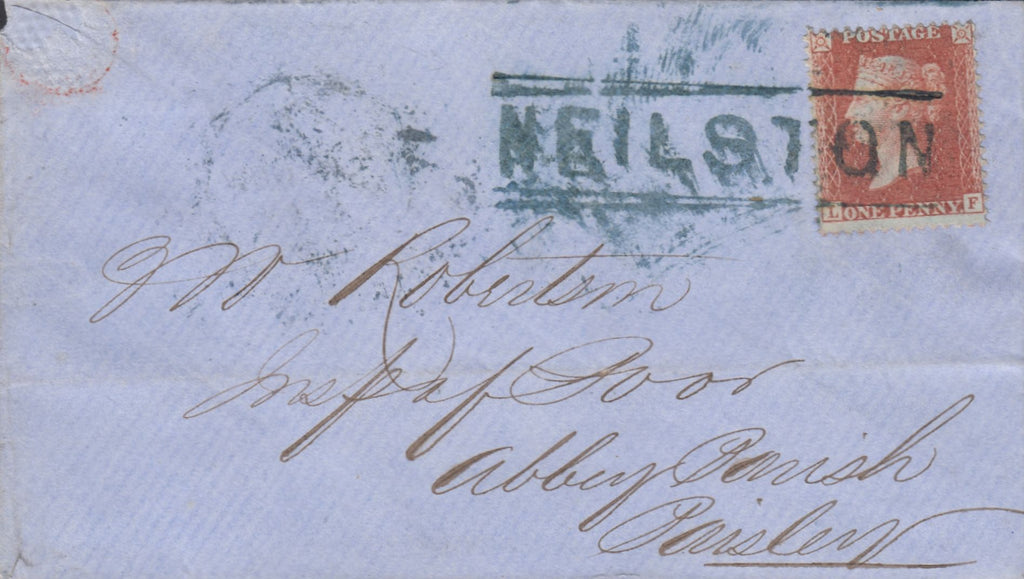 POSTAGE
NEILSTON
L ONE PENNY F
Mr Robertson
Insp of Poor
Abbey Parish
Paisley